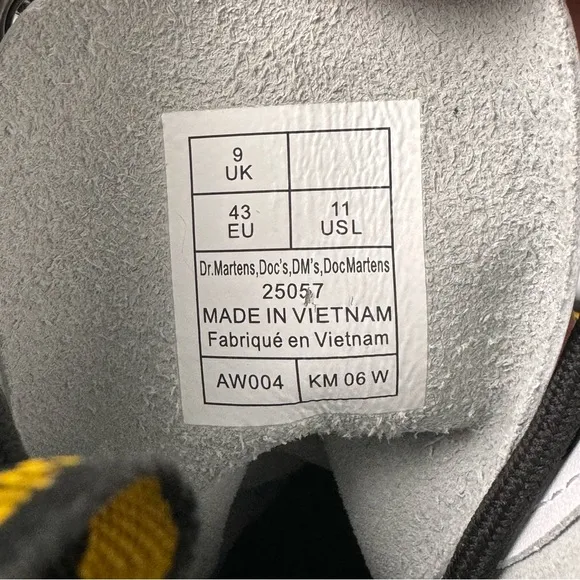 9
UK
43
EU
11
USL
Dr.Martens,Doc's,DM's,DocMartens
25057
MADE IN VIETNAM
Fabriqué en Vietnam
AW004
KM 06 W